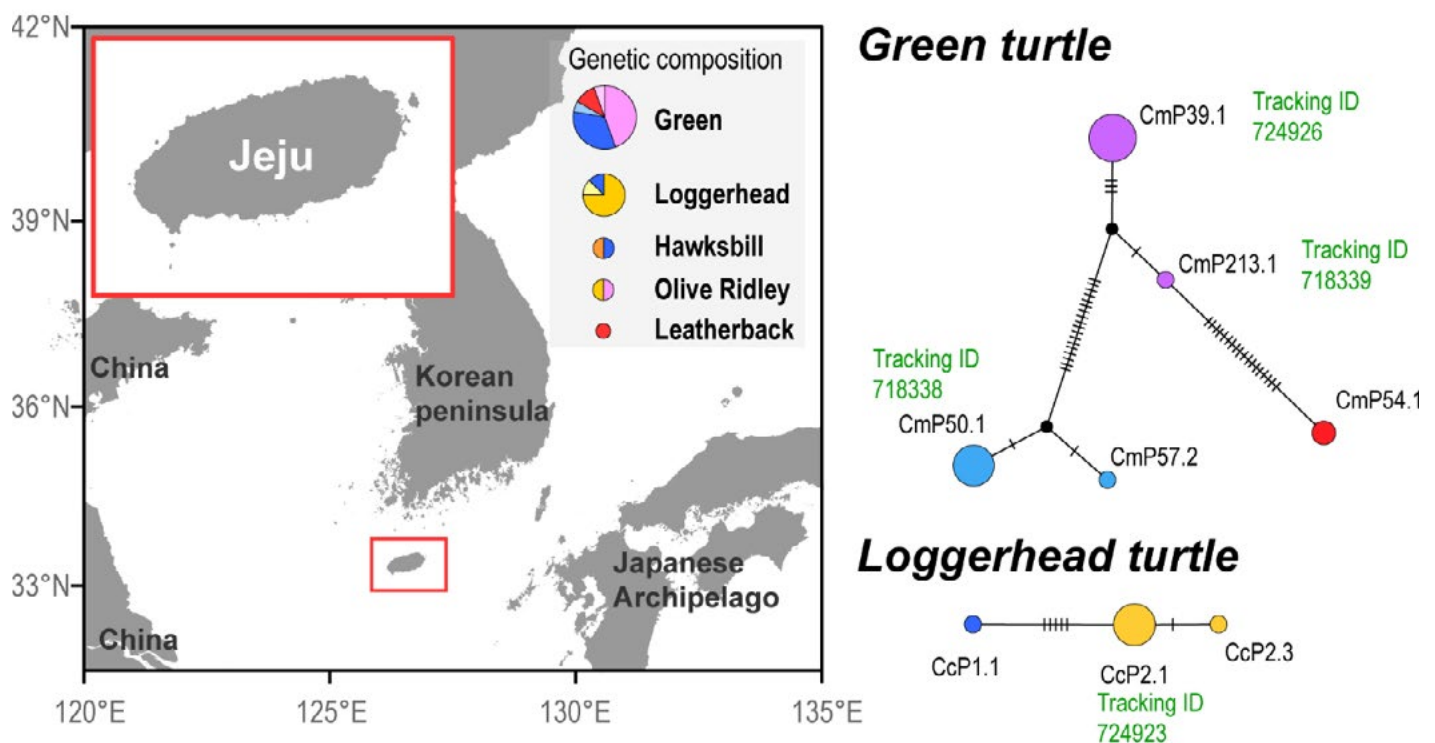 42°N
39°N
36°N
33°N
120°E
125°E
130°E
135°E
Jeju
China
Korean
peninsula
Japanese
Archipelago
China
Genetic composition
Green
Loggerhead
Hawksbill
Olive Ridley
Leatherback
Green turtle
CmP39.1
Tracking ID
724926
CmP213.1
Tracking ID
718339
Tracking ID
718338
CmP50.1
CmP57.2
CmP54.1
Loggerhead turtle
CcP1.1
CcP2.1
CcP2.3
Tracking ID
724923